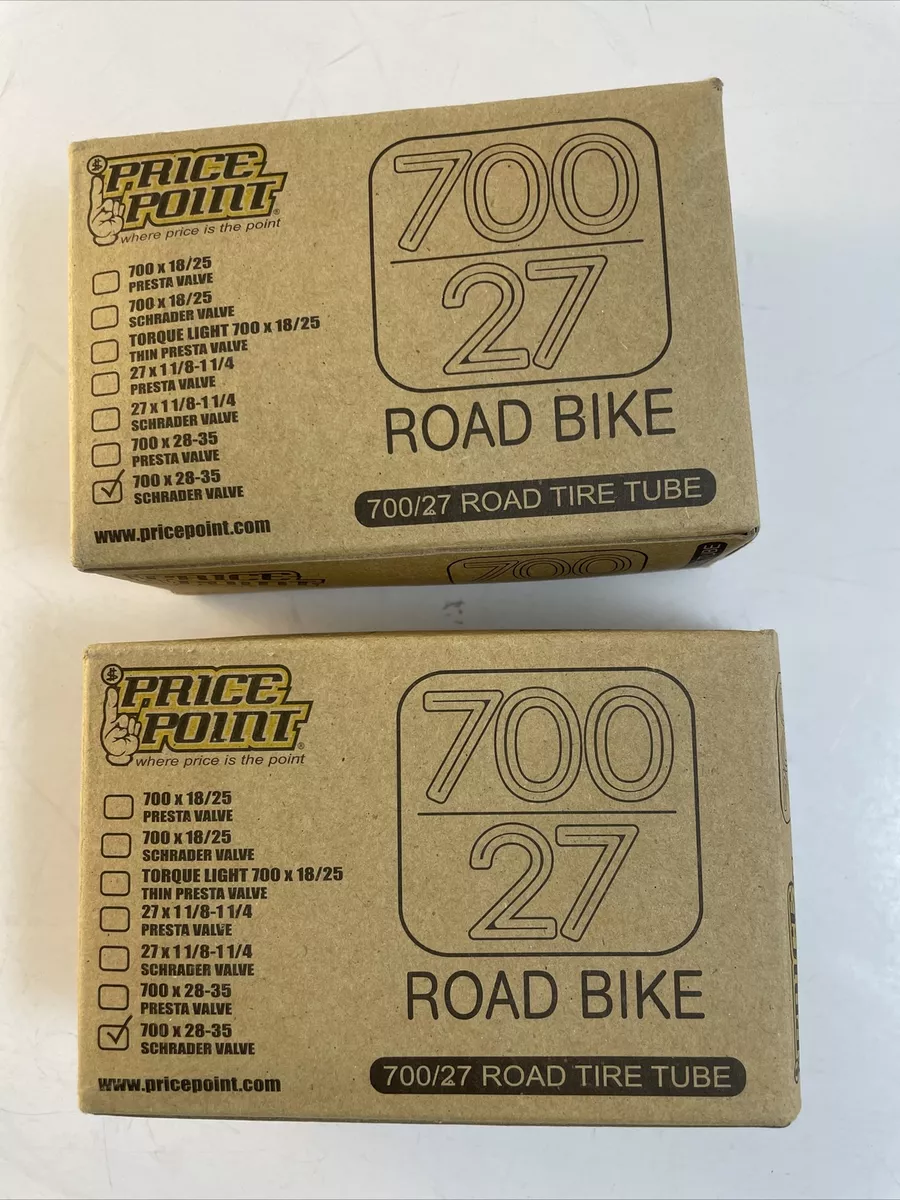 $
PRICE
POINT®
where price is the point
700 x 18/25
PRESTA VALVE
700 x 18/25
SCHRADER VALVE
TORQUE LIGHT 700 x 18/25
THIN PRESTA VALVE
27 x 1 1/8-1 1/4
PRESTA VALVE
27 x 1 1/8-1 1/4
SCHRADER VALVE
700 x 28-35
PRESTA VALVE
700 x 28-35
SCHRADER VALVE
www.pricepoint.com
700
27
ROAD BIKE
700/27 ROAD TIRE TUBE
PRICE
700
$
PRICE
POINT®
where price is the point
700 x 18/25
PRESTA VALVE
700 x 18/25
SCHRADER VALVE
TORQUE LIGHT 700 x 18/25
THIN PRESTA VALVE
27 x 1 1/8-1 1/4
PRESTA VALVE
27 x 1 1/8-1 1/4
SCHRADER VALVE
700 x 28-35
PRESTA VALVE
700 x 28-35
SCHRADER VALVE
www.pricepoint.com
700
27
ROAD BIKE
700/27 ROAD TIRE TUBE